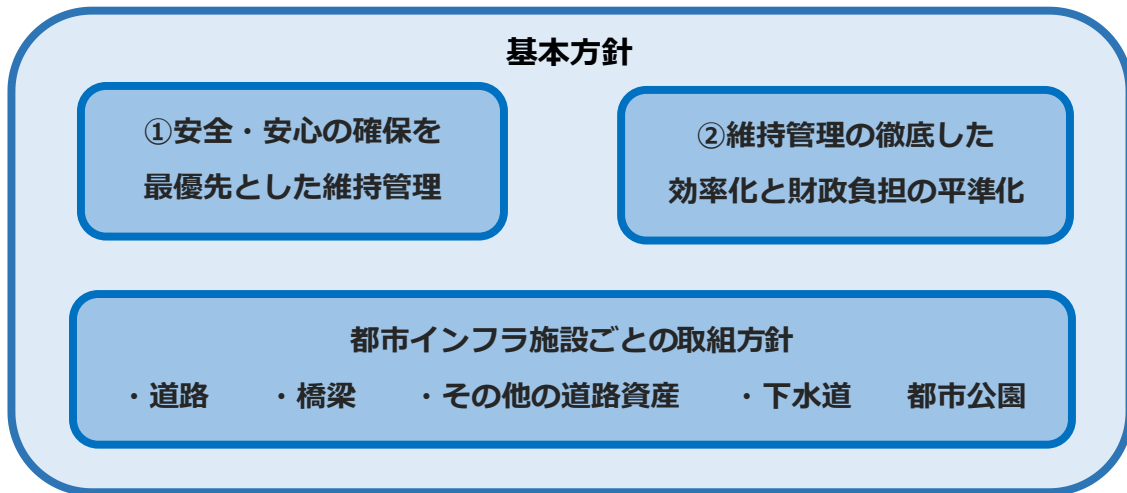 基本方針
①安全・安心の確保を
最優先とした維持管理
②維持管理の徹底した
効率化と財政負担の平準化
都市インフラ施設ごとの取組方針
・道路　　・橋梁　　・その他の道路資産　　・下水道　　都市公園